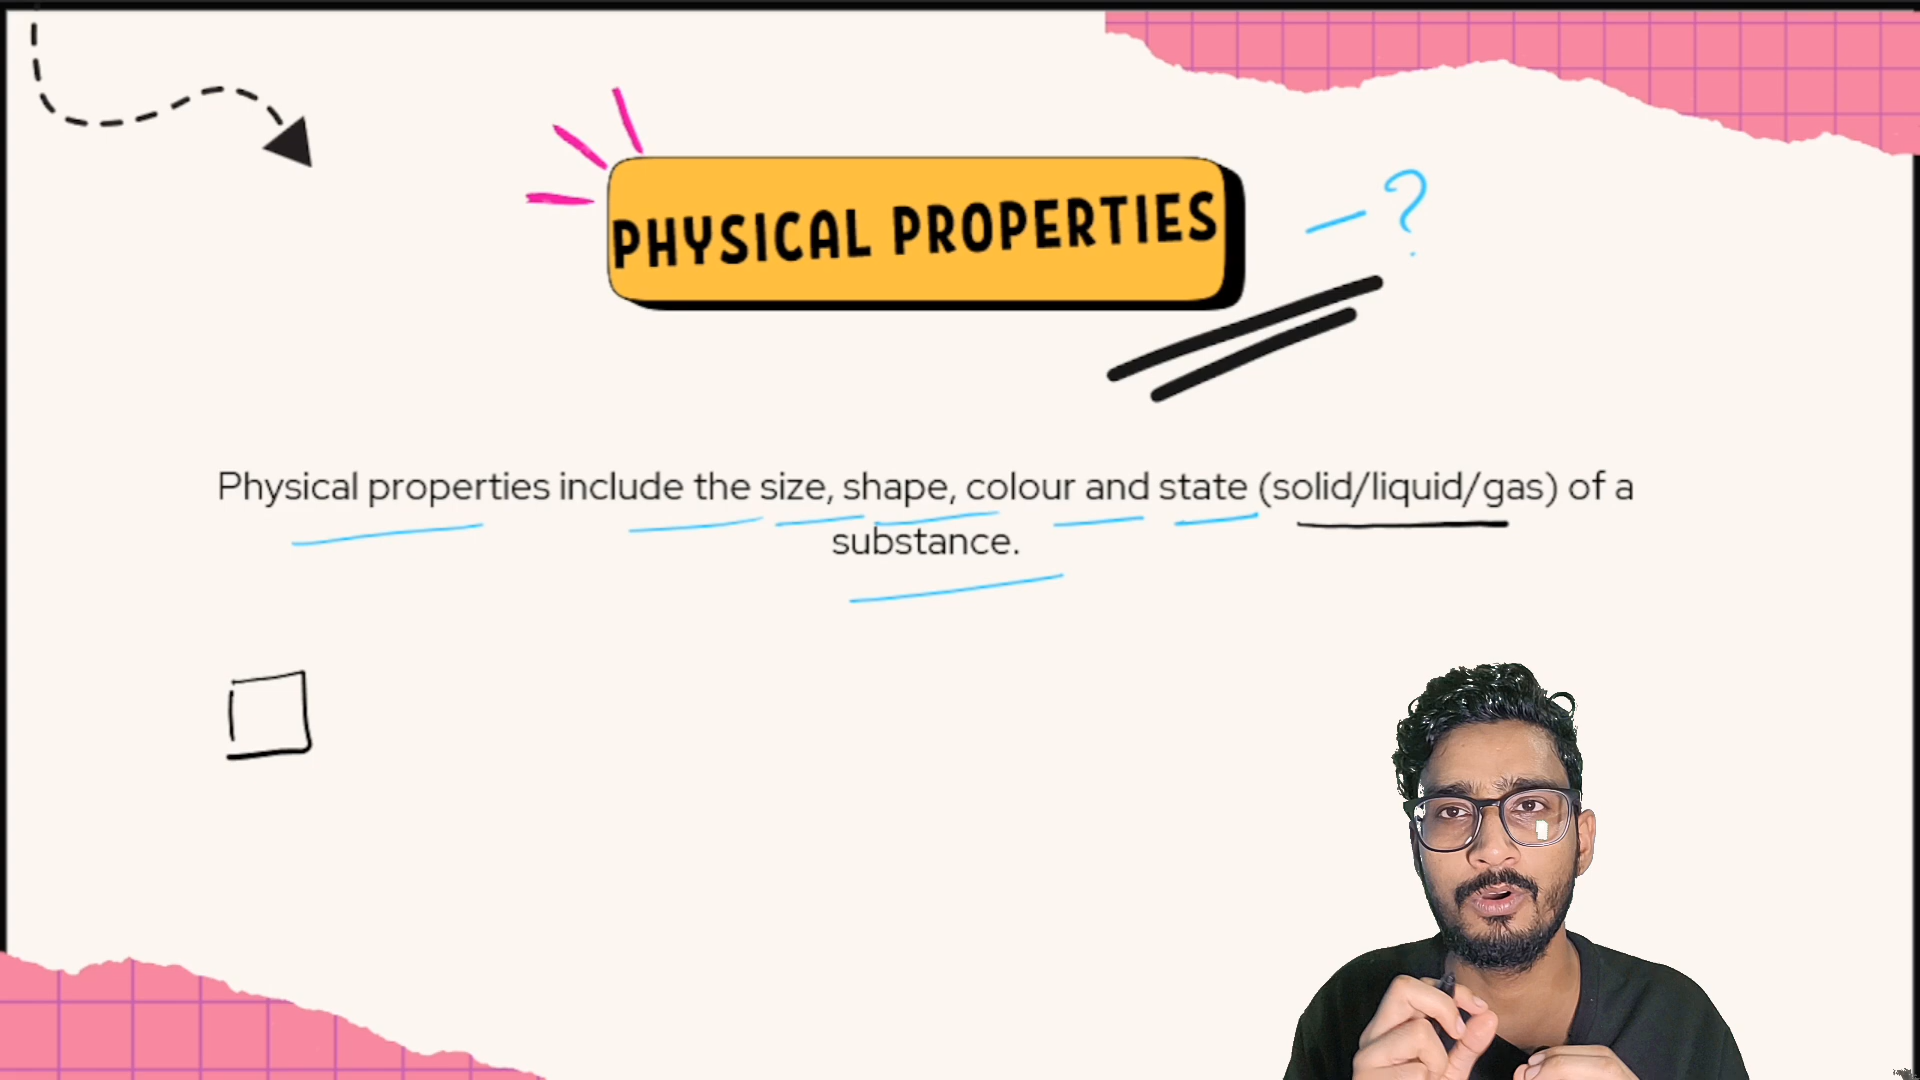 PHYSICAL PROPERTIES
– ?
Physical properties include the size, shape, colour and state (solid/liquid/gas) of a
substance.